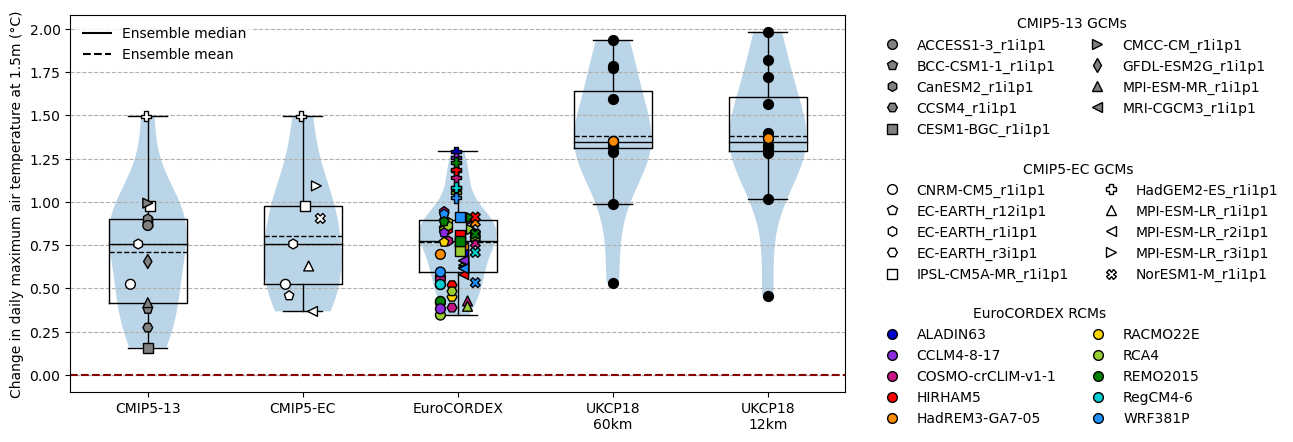 Change in daily maximum air temperature at 1.5m (°C)
2.00
1.75
1.50
1.25
1.00
0.75
0.50
0.25
0.00
Ensemble median
Ensemble mean
CMIP5-13
CMIP5-EC
EuroCORDEX
UKCP18
60km
UKCP18
12km
CMIP5-13 GCMs
ACCESS1-3_r1i1p1
BCC-CSM1-1_r1i1p1
CanESM2_r1i1p1
CCSM4_r1i1p1
CESM1-BGC_r1i1p1
CMCC-CM_r1i1p1
GFDL-ESM2G_r1i1p1
MPI-ESM-MR_r1i1p1
MRI-CGCM3_r1i1p1
CMIP5-EC GCMs
CNRM-CM5_r1i1p1
EC-EARTH_r12i1p1
EC-EARTH_r1i1p1
EC-EARTH_r3i1p1
IPSL-CM5A-MR_r1i1p1
HadGEM2-ES_r1i1p1
MPI-ESM-LR_r1i1p1
MPI-ESM-LR_r2i1p1
MPI-ESM-LR_r3i1p1
NorESM1-M_r1i1p1
EuroCORDEX RCMs
ALADIN63
CCLM4-8-17
COSMO-crCLIM-v1-1
HIRHAM5
HadREM3-GA7-05
RACMO22E
RCA4
REMO2015
RegCM4-6
WRF381P